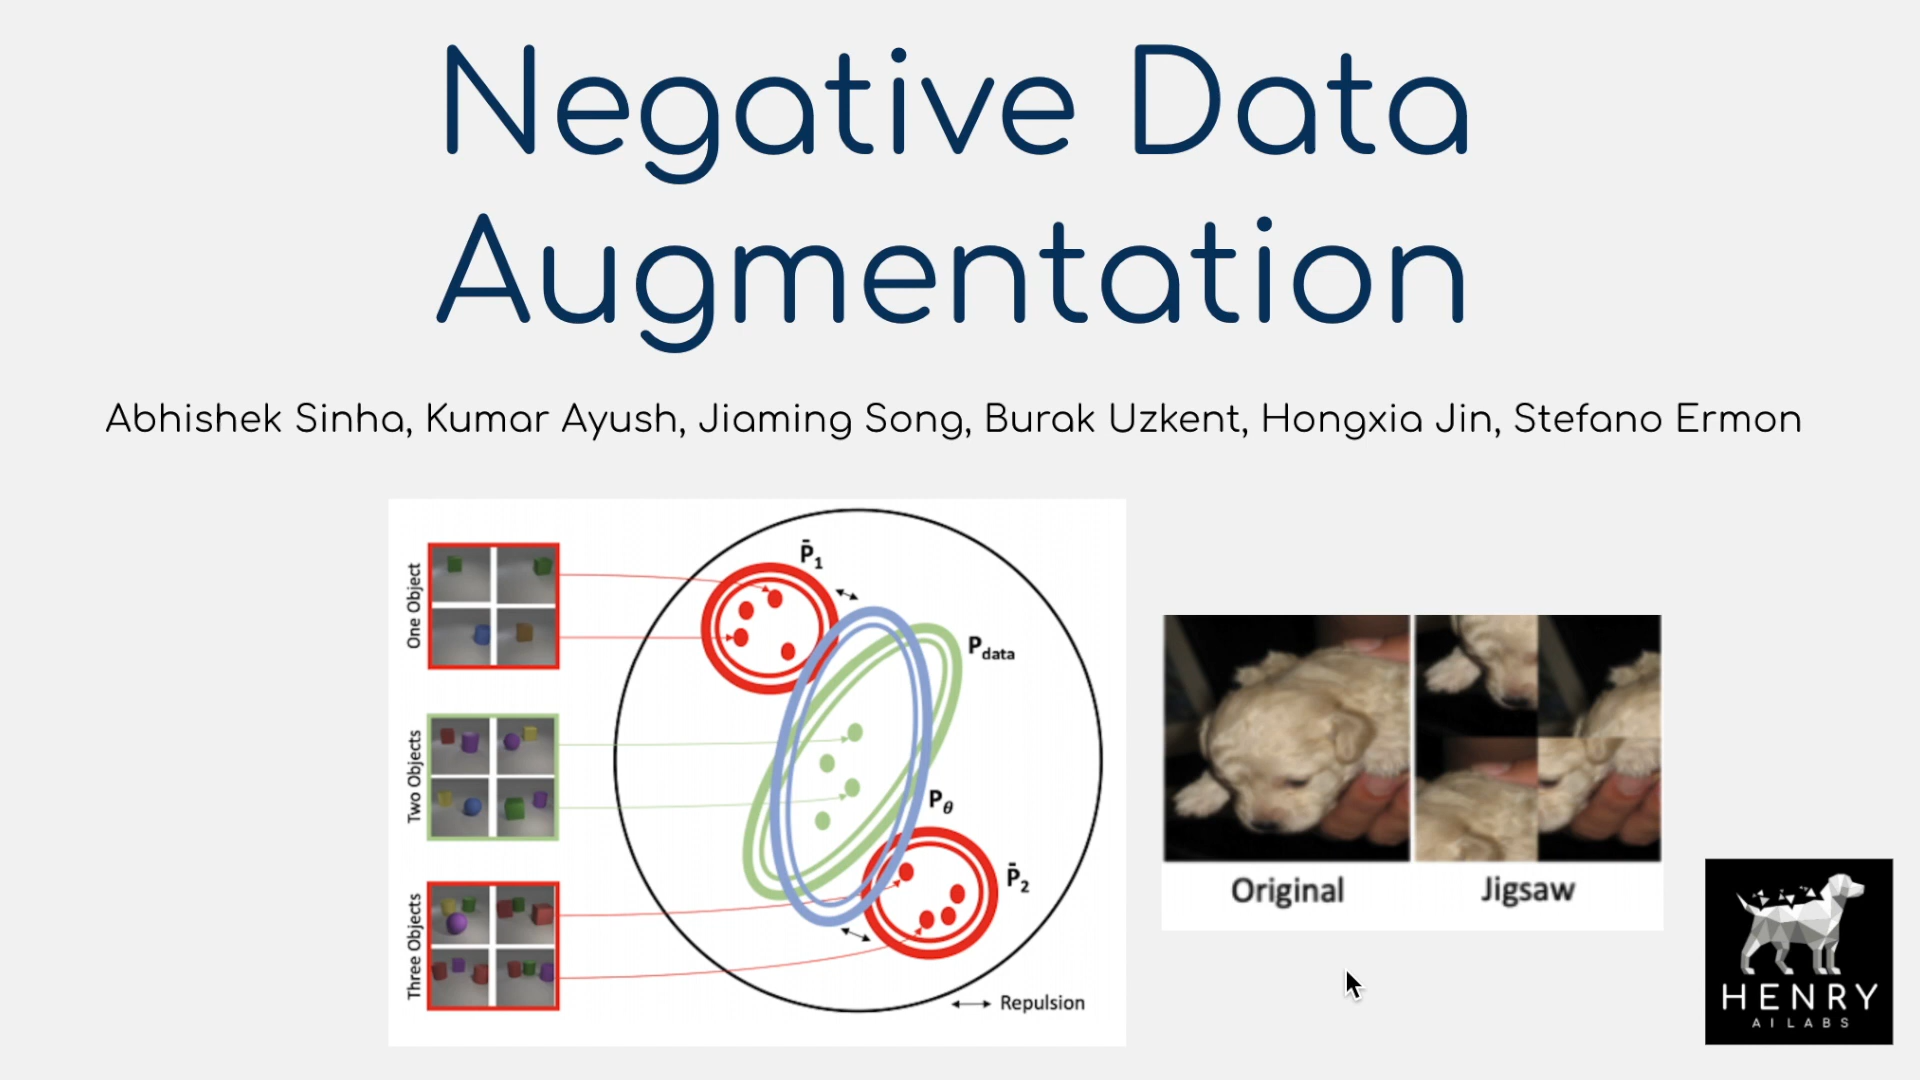 Negative Data
Augmentation
Abhishek Sinha, Kumar Ayush, Jiaming Song, Burak Uzkent, Hongxia Jin, Stefano Ermon
One Object
Two Objects
Three Objects
P̄1
Pdata
Pθ
P̄2
Repulsion
Original
Jigsaw
HENRY
AI LABS